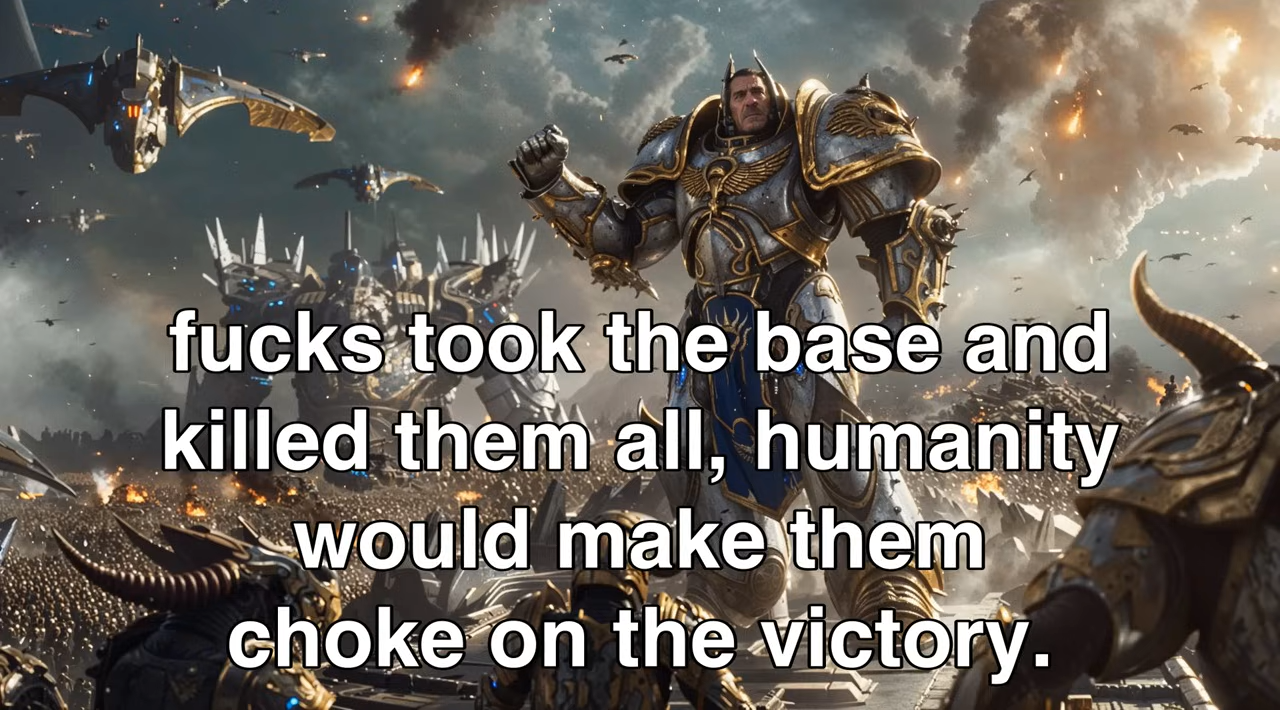 fucks took the base and
killed them all, humanity
would make them
choke on the victory.